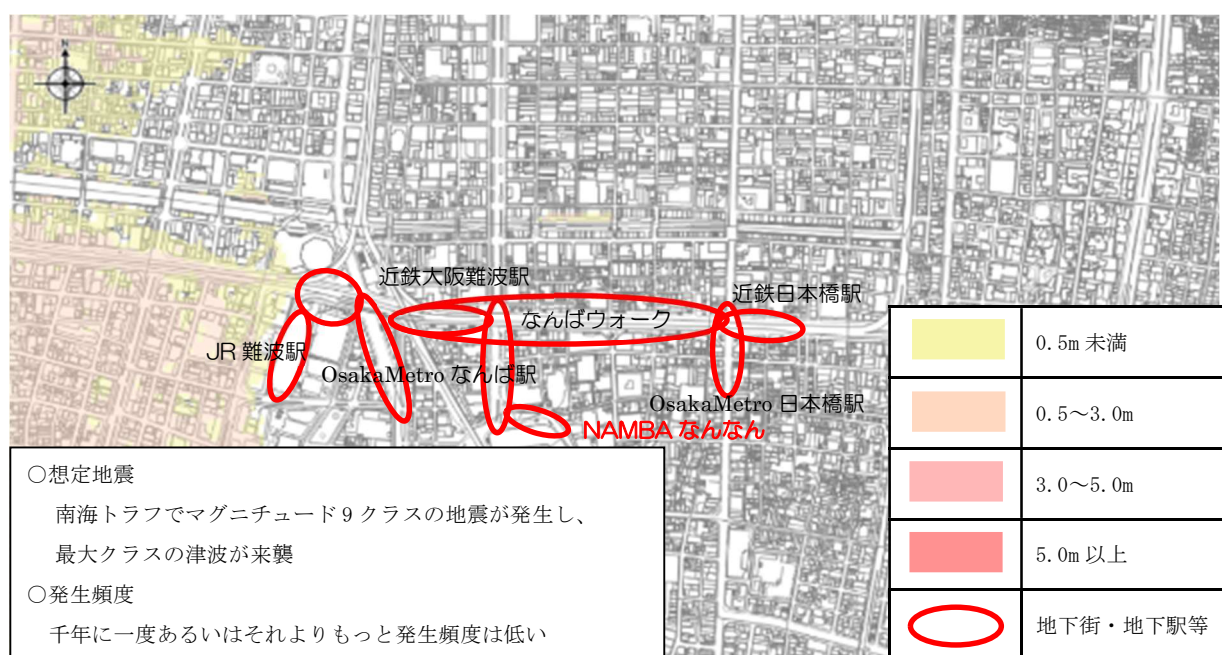 N
近鉄大阪難波駅
近鉄日本橋駅
なんばウォーク
JR 難波駅
OsakaMetro なんば駅
OsakaMetro 日本橋駅
NAMBA なんなん
0.5m 未満
0.5～3.0m
3.0～5.0m
5.0m 以上
地下街・地下駅等
○想定地震
南海トラフでマグニチュード 9 クラスの地震が発生し、
最大クラスの津波が来襲
○発生頻度
千年に一度あるいはそれよりもっと発生頻度は低い